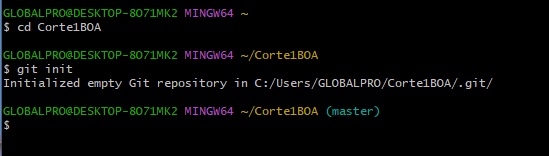 GLOBALPRO@DESKTOP-8O71MK2 MINGW64 ~
$ cd Corte1BOA
GLOBALPRO@DESKTOP-8O71MK2 MINGW64 ~/Corte1BOA
$ git init
Initialized empty Git repository in C:/Users/GLOBALPRO/Corte1BOA/.git/
GLOBALPRO@DESKTOP-8O71MK2 MINGW64 ~/Corte1BOA (master)
$